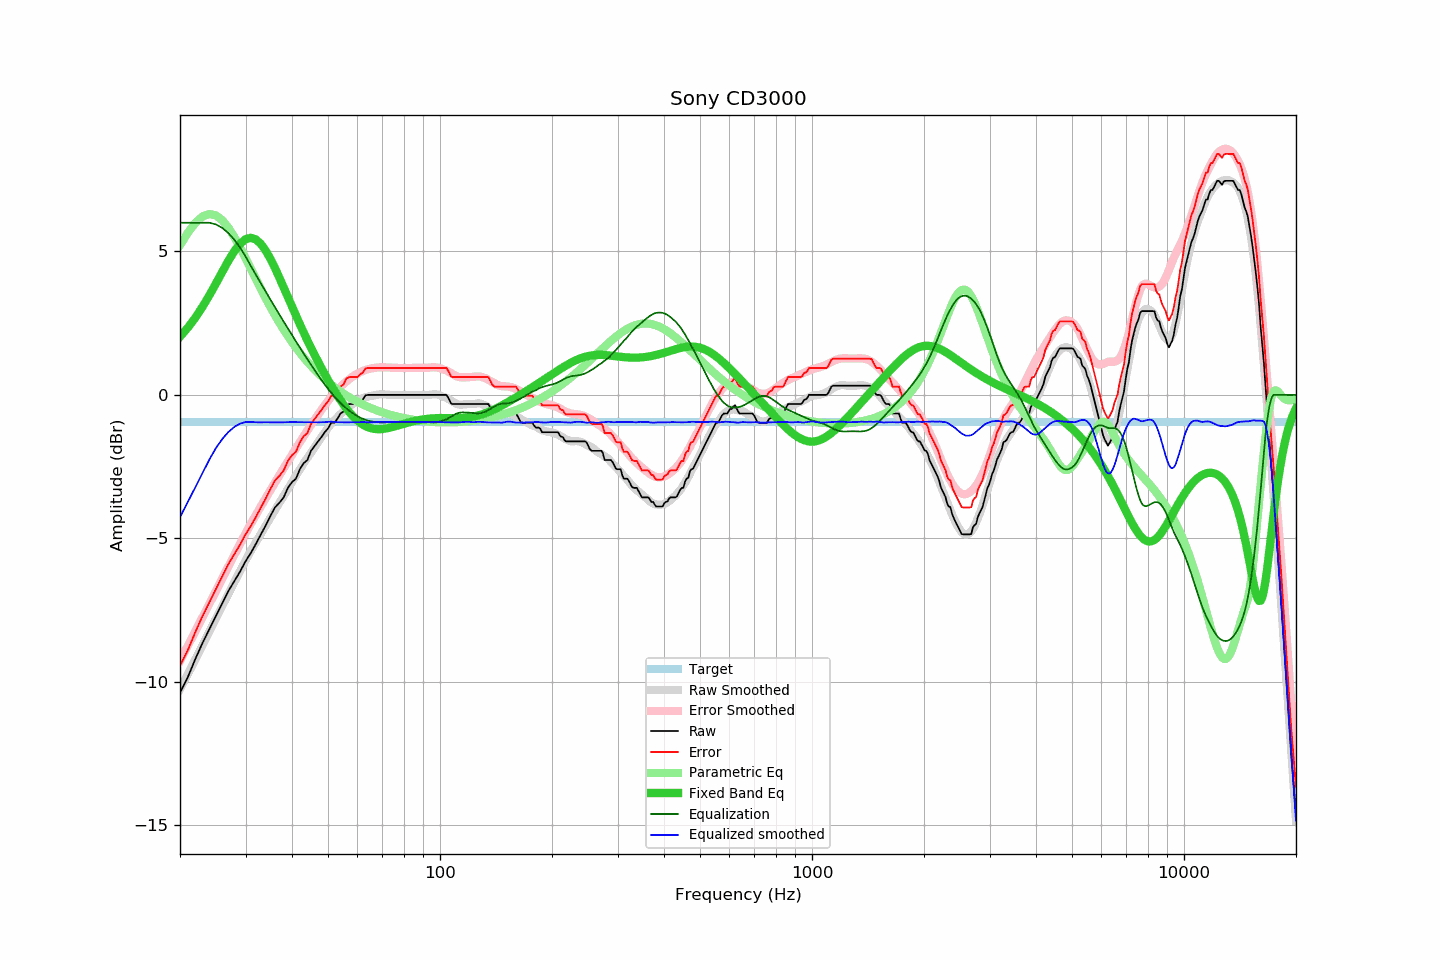 Sony CD3000
Amplitude (dBr)
5
0
−5
−10
−15
Target
Raw Smoothed
Error Smoothed
Raw
Error
Parametric Eq
Fixed Band Eq
Equalization
Equalized smoothed
100
1000
10000
Frequency (Hz)